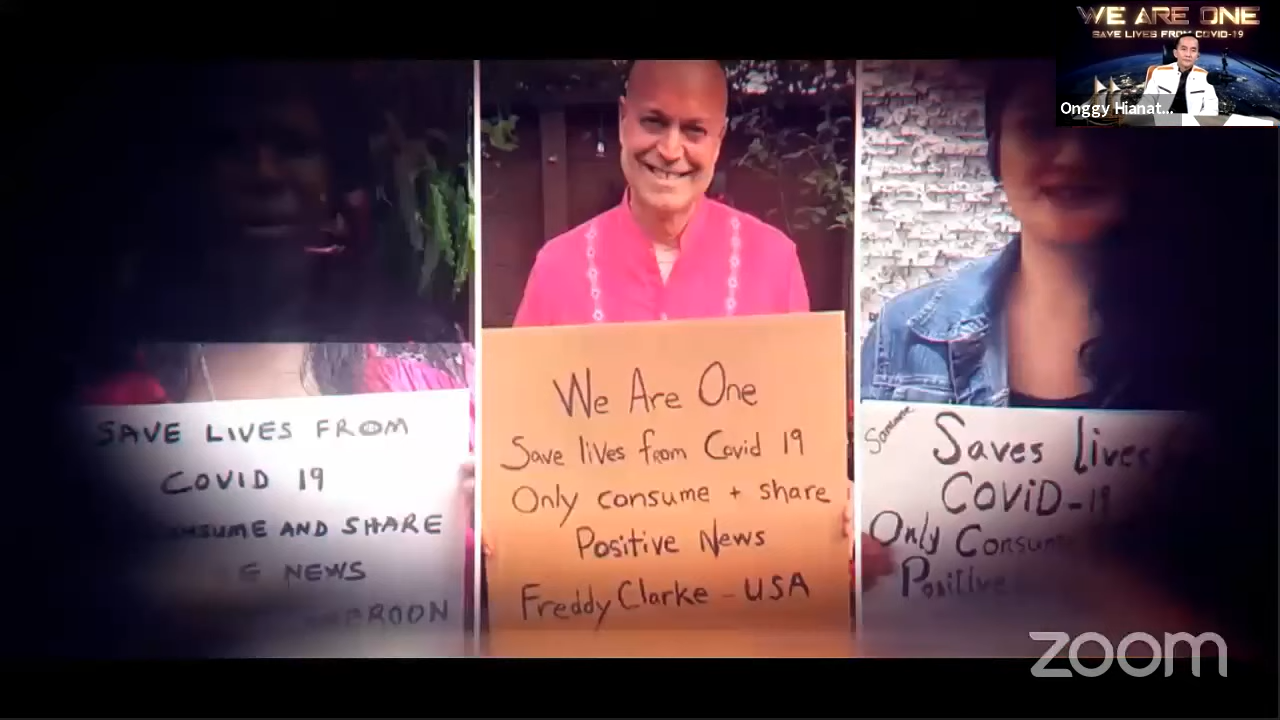 WE ARE ONE
SAVE LIVES FROM COVID-19
Onggy Hianat...
SAVE LIVES FROM
COVID 19
AND SHARE
NEWS
We Are One
Save lives from Covid 19
Only consume + share
Positive News
Freddy Clarke - USA
Saves lives
COViD-19
Only
Positive
zoom